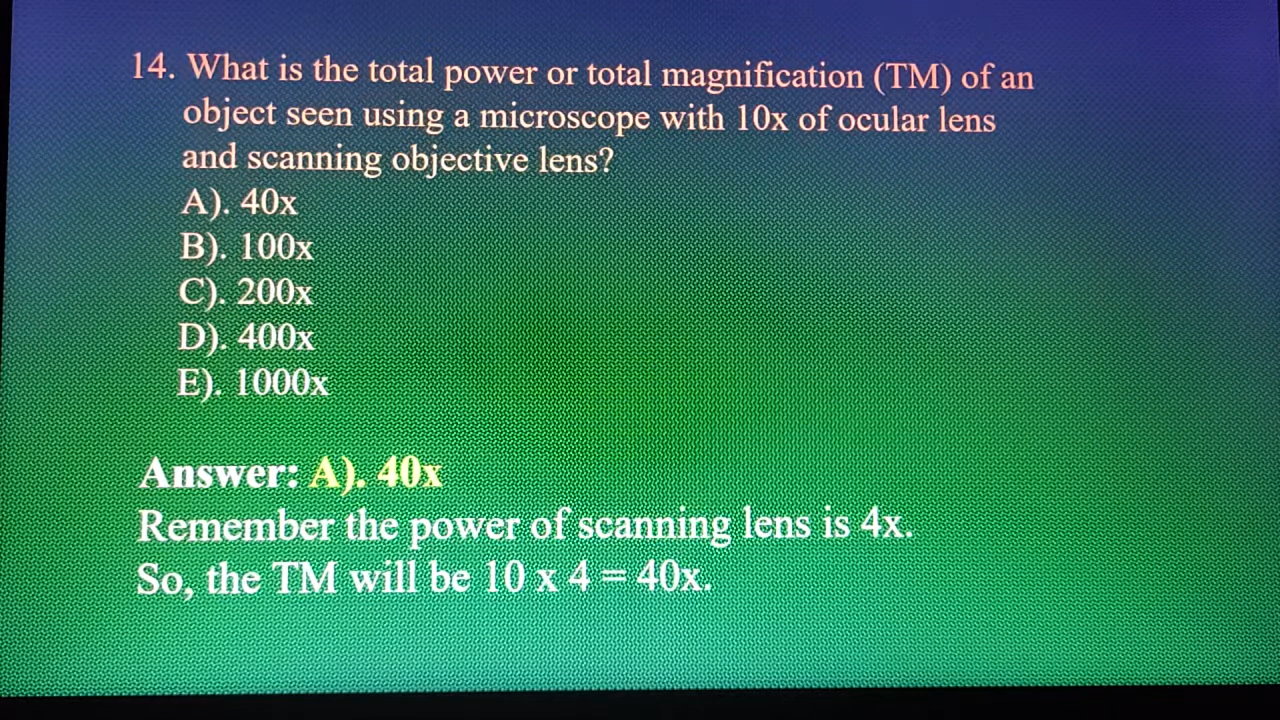 14. What is the total power or total magnification (TM) of an
object seen using a microscope with 10x of ocular lens
and scanning objective lens?
A). 40x
B). 100x
C). 200x
D). 400x
E). 1000x
Answer: A). 40x
Remember the power of scanning lens is 4x.
So, the TM will be 10 x 4 = 40x.